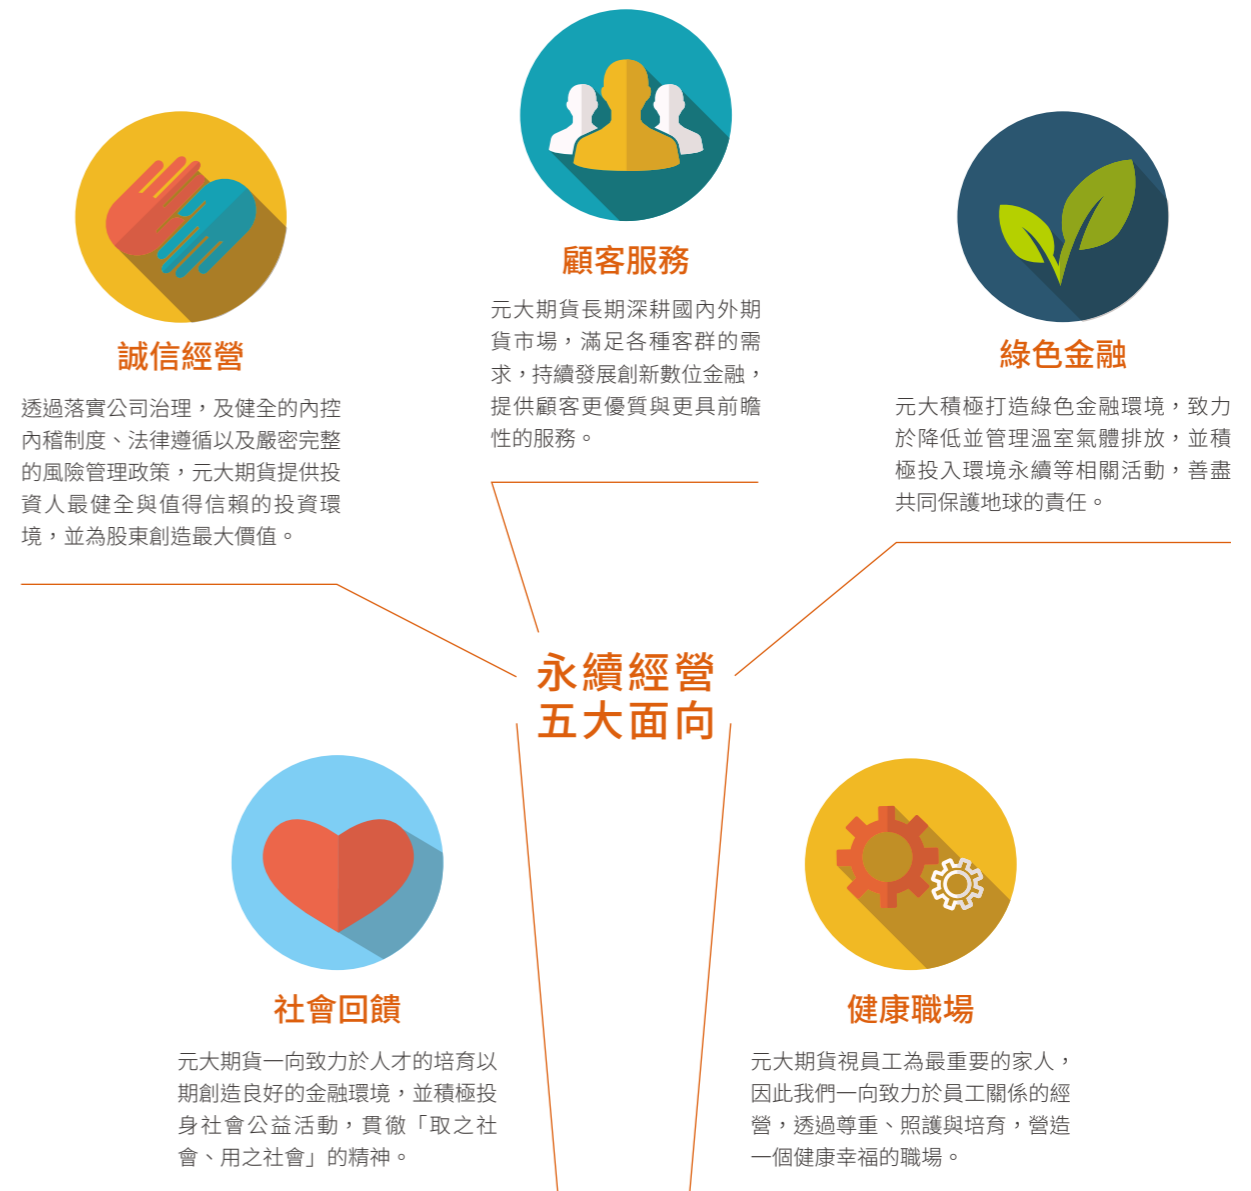 顧客服務
元大期貨長期深耕國內外期
貨市場，滿足各種客群的需
求，持續發展創新數位金融，
提供顧客更優質與更具前瞻
性的服務。
誠信經營
透過落實公司治理，及健全的內控
內稽制度、法律遵循以及嚴密完整
的風險管理政策，元大期貨提供投
資人最健全與值得信賴的投資環
境，並為股東創造最大價值。
綠色金融
元大積極打造綠色金融環境，致力
於降低並管理溫室氣體排放，並積
極投入環境永續等相關活動，善盡
共同保護地球的責任。
永續經營
五大面向
社會回饋
元大期貨一向致力於人才的培育以
期創造良好的金融環境，並積極投
身社會公益活動，貫徹「取之社
會、用之社會」的精神。
健康職場
元大期貨視員工為最重要的家人，
因此我們一向致力於員工關係的經
營，透過尊重、照護與培育，營造
一個健康幸福的職場。